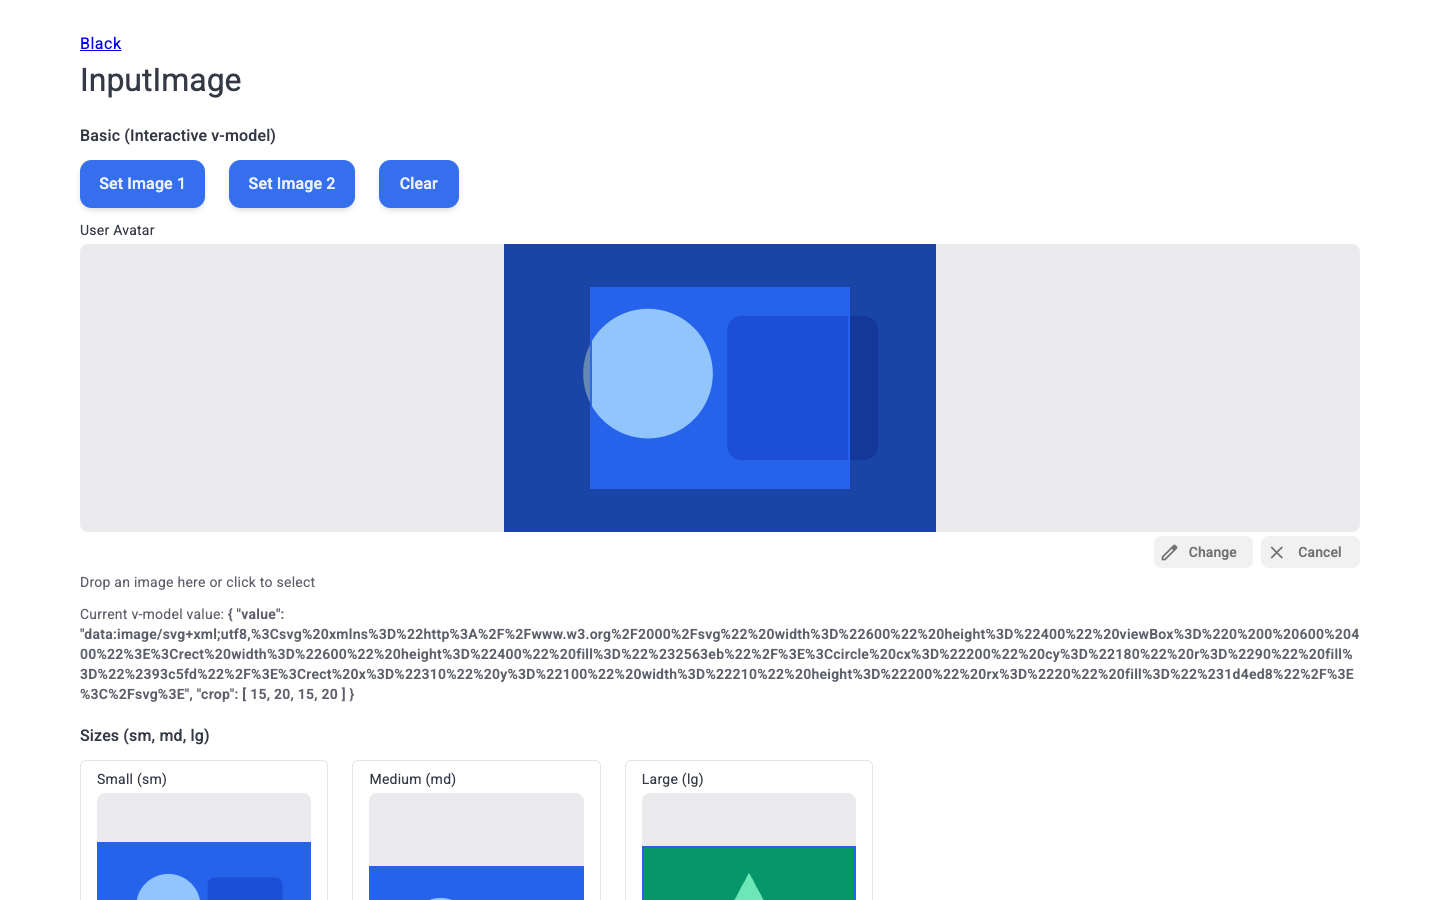 Black
InputImage
Basic (Interactive v-model)
Set Image 1
Set Image 2
Clear
User Avatar
Change
Cancel
Drop an image here or click to select
Current v-model value: { "value":
"data:image/svg+xml;utf8,%3Csvg%20xmlns%3D%22http%3A%2F%2Fwww.w3.org%2F2000%2Fsvg%22%20width%3D%22600%22%20height%3D%22400%22%20viewBox%3D%220%200%20600%204
00%22%3E%3Crect%20width%3D%22600%22%20height%3D%22400%22%20fill%3D%22%232563eb%22%2F%3E%3Ccircle%20cx%3D%22200%22%20cy%3D%22180%22%20r%3D%2290%22%20fill%
3D%22%2393c5fd%22%2F%3E%3Crect%20x%3D%22310%22%20y%3D%22100%22%20width%3D%22210%22%20height%3D%22200%22%20rx%3D%2220%22%20fill%3D%22%231d4ed8%22%2F%3E
%3C%2Fsvg%3E", "crop": [ 15, 20, 15, 20 ] }
Sizes (sm, md, lg)
Small (sm)
Medium (md)
Large (lg)